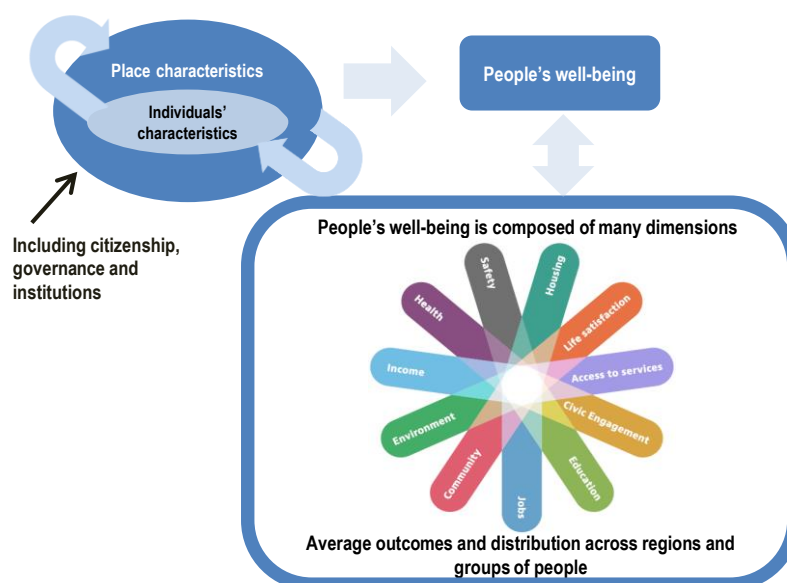 Place characteristics
Individuals'
characteristics
People's well-being
Including citizenship,
governance and
institutions
People's well-being is composed of many dimensions
Safety
Housing
Health
Life satisfaction
Income
Access to services
Environment
Civic Engagement
Community
Education
Jobs
Average outcomes and distribution across regions and
groups of people